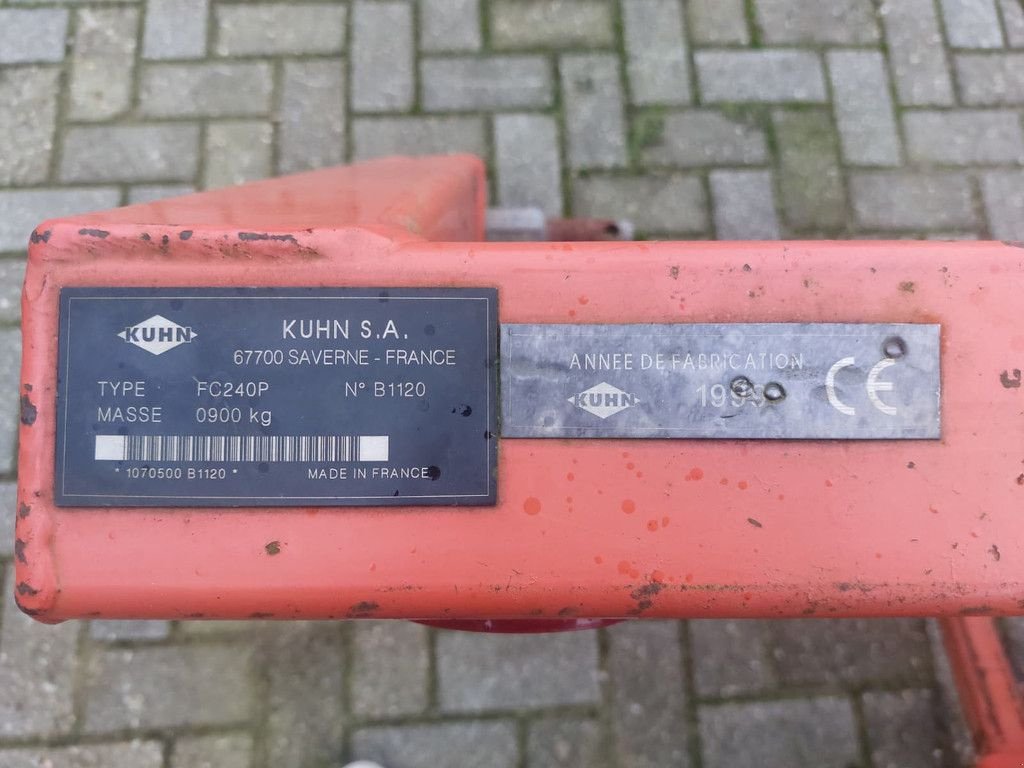 KUHN
KUHN S.A.
67700 SAVERNE - FRANCE
TYPE FC240P N° B1120
MASSE 0900 kg
* 1070500 B1120 *
MADE IN FRANCE
ANNEE DE FABRICATION
KUHN
CE